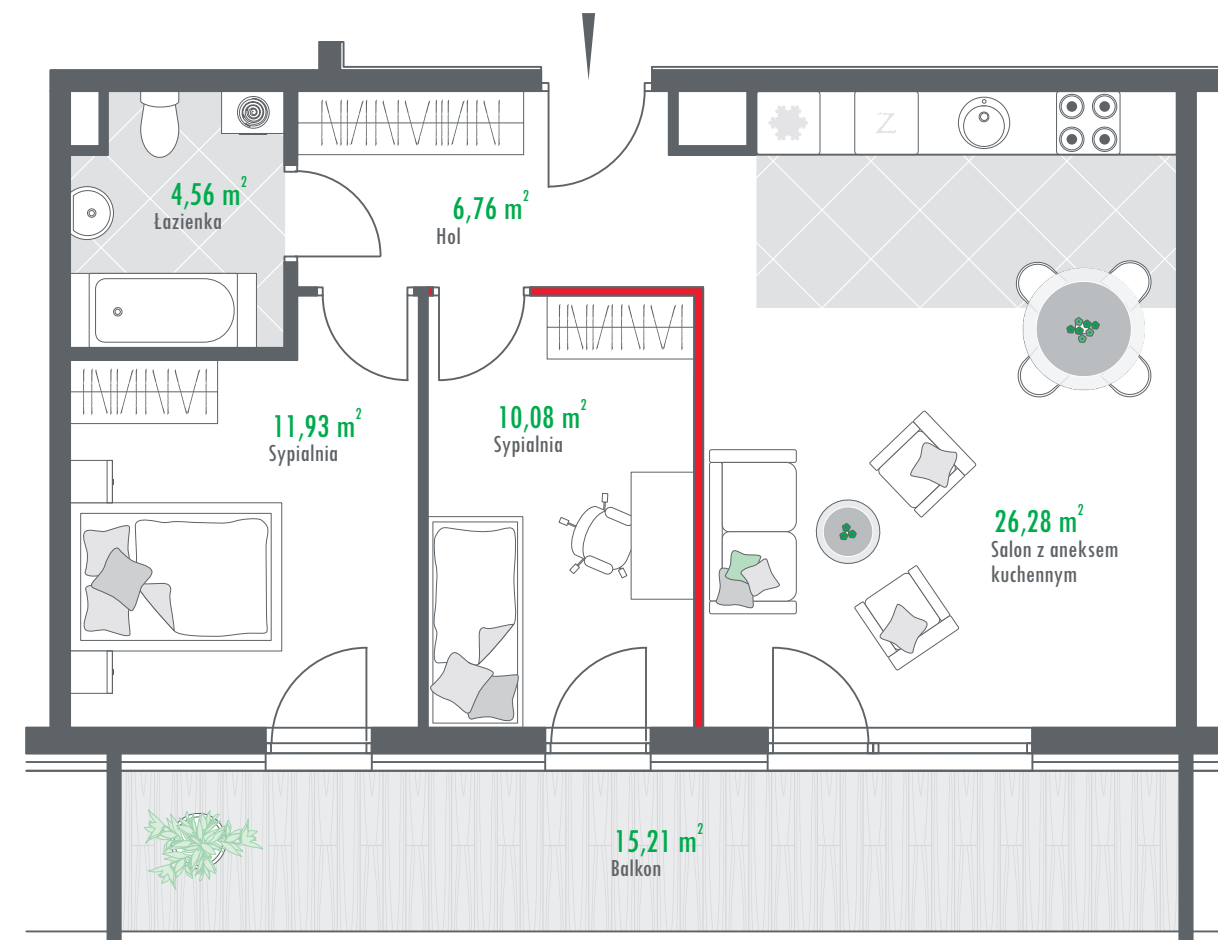 4,56 m²
Łazienka
6,76 m²
Hol
Z
11,93 m²
Sypialnia
10,08 m²
Sypialnia
26,28 m²
Salon z aneksem
kuchennym
15,21 m²
Balkon